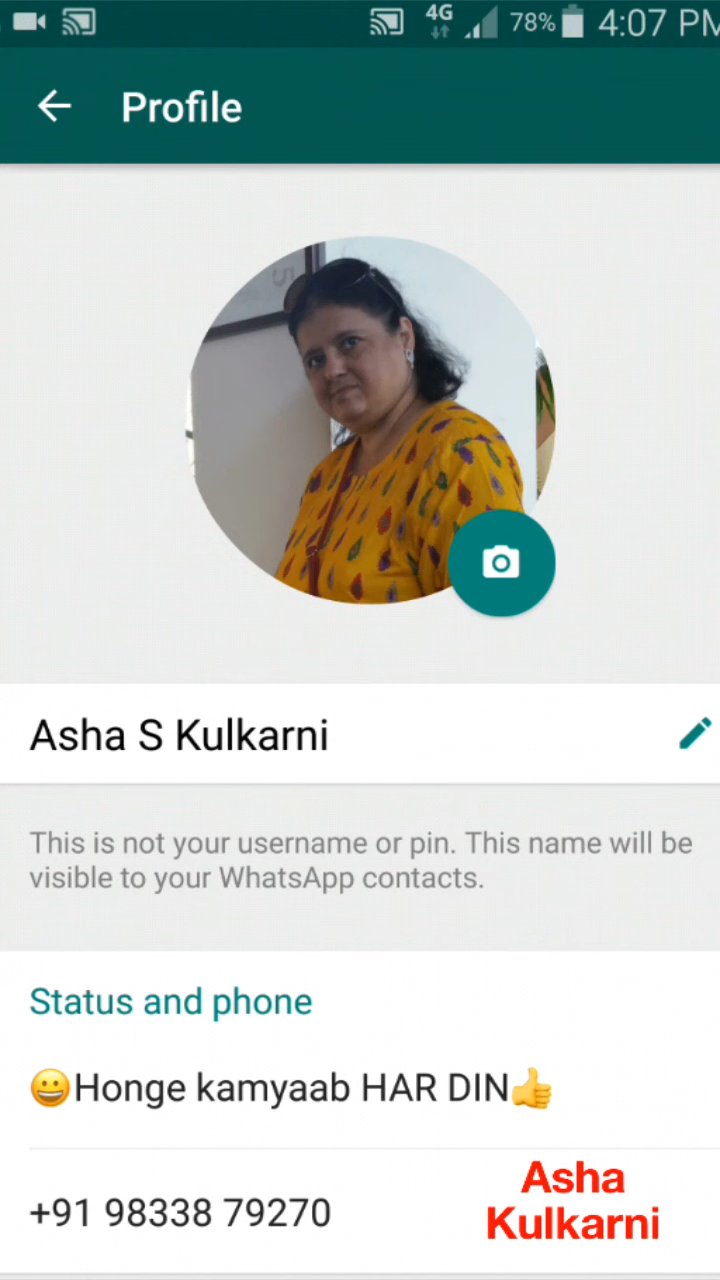 4G 78% 4:07 PM
Profile
Asha S Kulkarni
This is not your username or pin. This name will be
visible to your WhatsApp contacts.
Status and phone
😀Honge kamyaab HAR DIN👍
+91 98338 79270
Asha
Kulkarni